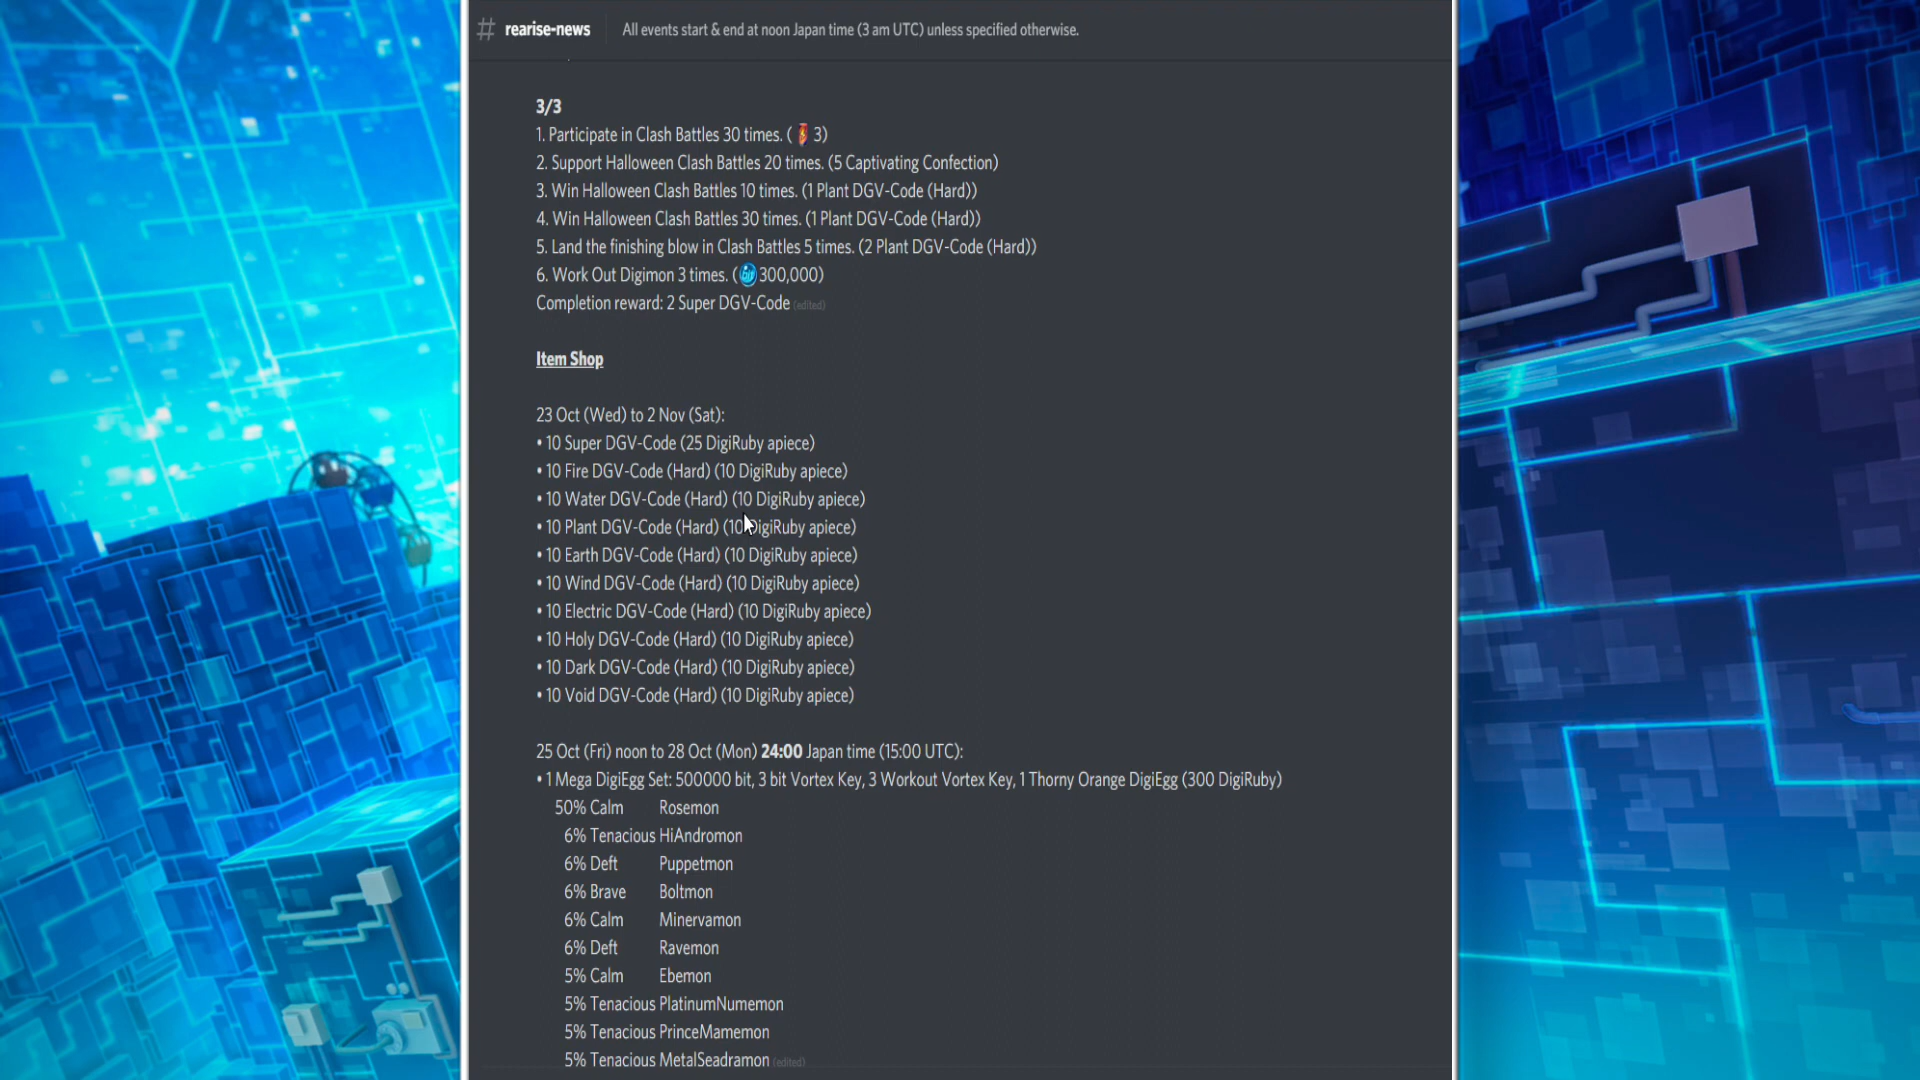 # rearise-news All events start & end at noon Japan time (3 am UTC) unless specified otherwise.
3/3
1. Participate in Clash Battles 30 times. ( 3)
2. Support Halloween Clash Battles 20 times. (5 Captivating Confection)
3. Win Halloween Clash Battles 10 times. (1 Plant DGV-Code (Hard))
4. Win Halloween Clash Battles 30 times. (1 Plant DGV-Code (Hard))
5. Land the finishing blow in Clash Battles 5 times. (2 Plant DGV-Code (Hard))
6. Work Out Digimon 3 times. (bit 300,000)
Completion reward: 2 Super DGV-Code (edited)
Item Shop
23 Oct (Wed) to 2 Nov (Sat):
• 10 Super DGV-Code (25 DigiRuby apiece)
• 10 Fire DGV-Code (Hard) (10 DigiRuby apiece)
• 10 Water DGV-Code (Hard) (10 DigiRuby apiece)
• 10 Plant DGV-Code (Hard) (10 DigiRuby apiece)
• 10 Earth DGV-Code (Hard) (10 DigiRuby apiece)
• 10 Wind DGV-Code (Hard) (10 DigiRuby apiece)
• 10 Electric DGV-Code (Hard) (10 DigiRuby apiece)
• 10 Holy DGV-Code (Hard) (10 DigiRuby apiece)
• 10 Dark DGV-Code (Hard) (10 DigiRuby apiece)
• 10 Void DGV-Code (Hard) (10 DigiRuby apiece)
25 Oct (Fri) noon to 28 Oct (Mon) 24:00 Japan time (15:00 UTC):
• 1 Mega DigiEgg Set: 500000 bit, 3 bit Vortex Key, 3 Workout Vortex Key, 1 Thorny Orange DigiEgg (300 DigiRuby)
50% Calm Rosemon
6% Tenacious HiAndromon
6% Deft Puppetmon
6% Brave Boltmon
6% Calm Minervamon
6% Deft Ravemon
5% Calm Ebemon
5% Tenacious PlatinumNumemon
5% Tenacious PrinceMamemon
5% Tenacious MetalSeadramon (edited)